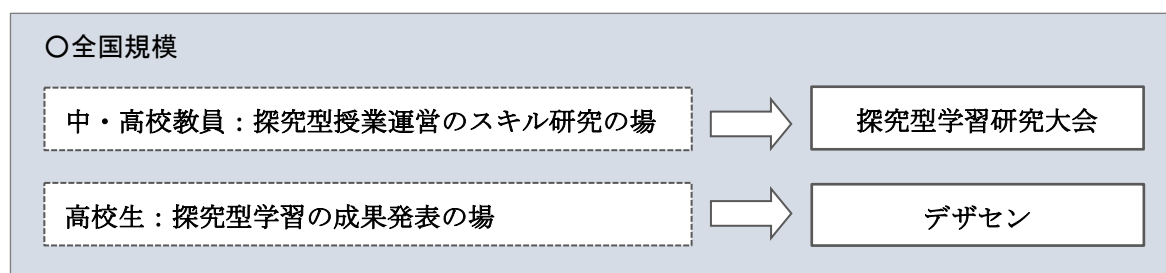 〇全国規模
中・高校教員：探究型授業運営のスキル研究の場
探究型学習研究大会
高校生：探究型学習の成果発表の場
デザセン